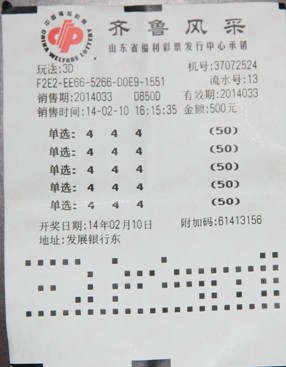 中国福利彩票
CHINA WELFARE LOTTERY
齐鲁风采
山东省福利彩票发行中心承销
玩法:3D 机号:37072524
F2E2-EE66-5266-D0E9-1551 流水号:13
销售期:2014033 D850D 有效期:2014033
销售时间:14-02-10 16:15:35 金额:500元
单选: 4 4 4 (50)
单选: 4 4 4 (50)
单选: 4 4 4 (50)
单选: 4 4 4 (50)
单选: 4 4 4 (50)
开奖日期:14年02月10日 附加码:61413156
地址:发展银行东